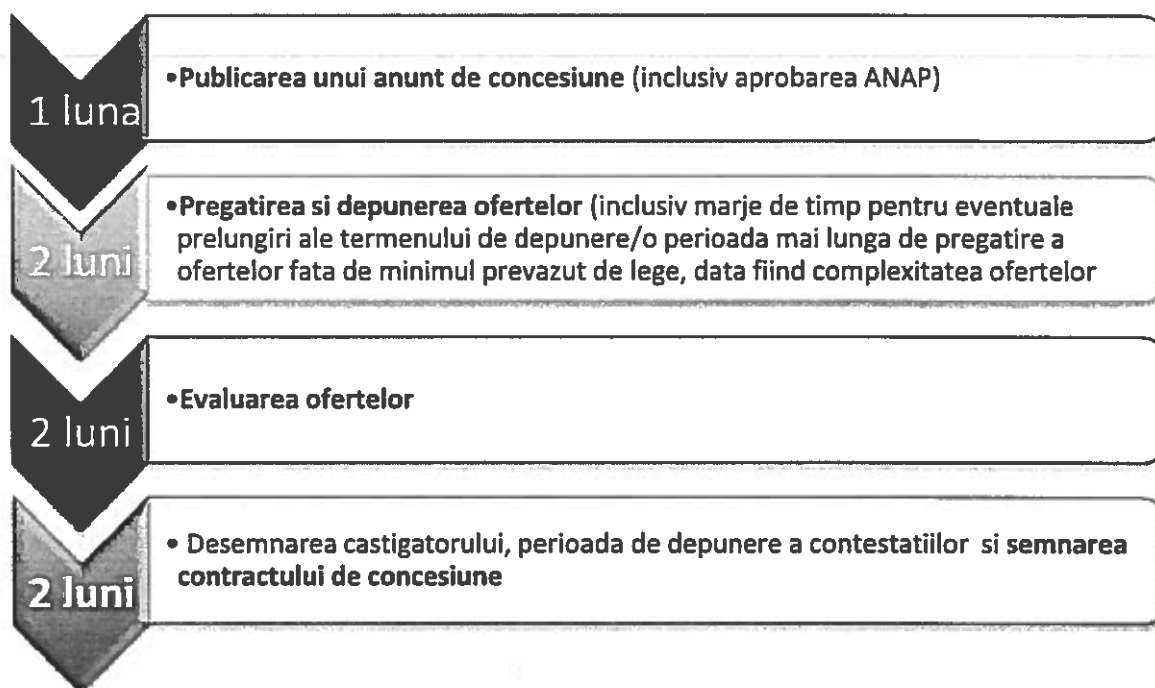 1 luna
•Publicarea unui anunt de concesiune (inclusiv aprobarea ANAP)
2 luni
•Pregatirea si depunerea ofertelor (inclusiv marje de timp pentru eventuale
prelungiri ale termenului de depunere/o perioada mai lunga de pregatire a
ofertelor fata de minimul prevazut de lege, data fiind complexitatea ofertelor
2 luni
•Evaluarea ofertelor
2 luni
• Desemnarea castigatorului, perioada de depunere a contestatiilor si semnarea
contractului de concesiune